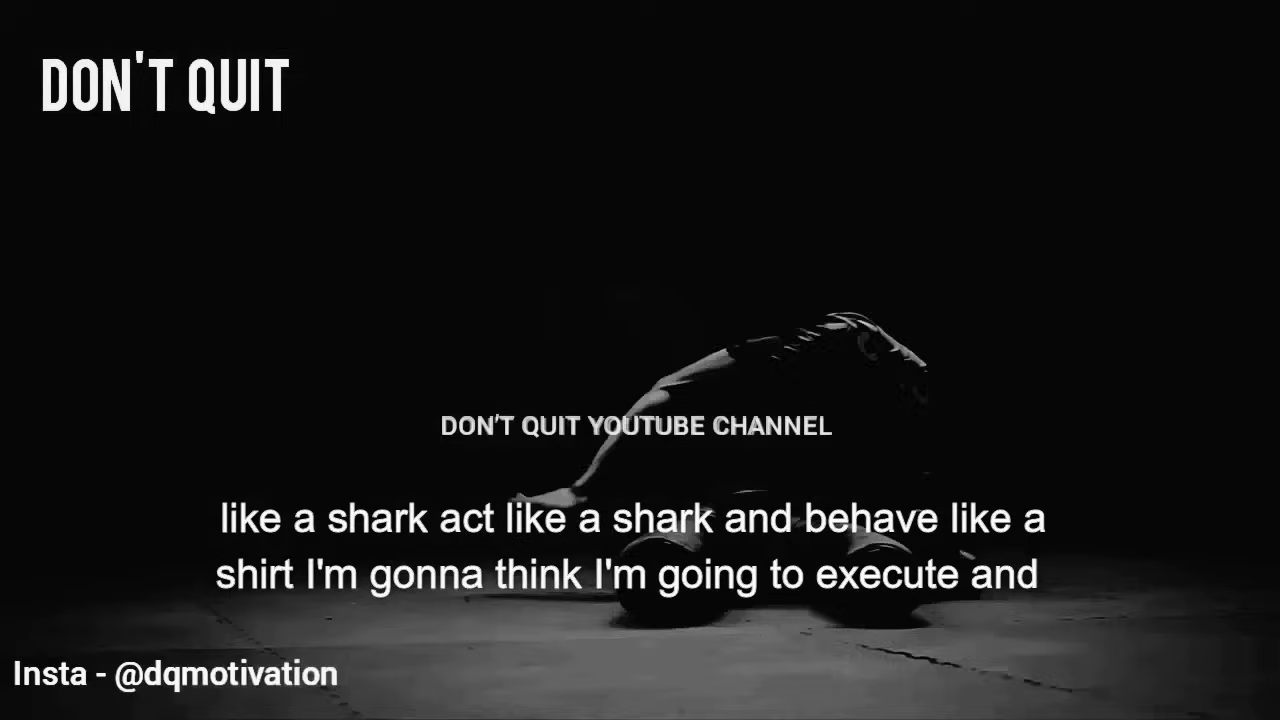 DON'T QUIT
DON'T QUIT YOUTUBE CHANNEL
like a shark act like a shark and behave like a
shirt I'm gonna think I'm going to execute and
Insta - @dqmotivation